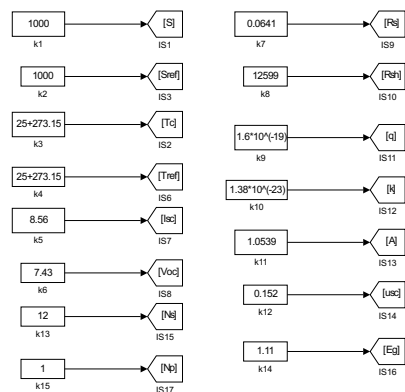 1000
[S]
k1
IS1
1000
[Sref]
k2
IS3
25+273.15
[Tc]
k3
IS2
25+273.15
[Tref]
k4
IS6
8.56
[Isc]
k5
IS7
7.43
[Voc]
k6
IS8
12
[Ns]
k13
IS15
1
[Np]
k15
IS17
0.0641
[Rs]
k7
IS9
12599
[Rsh]
k8
IS10
1.6*10^(-19)
[q]
k9
IS11
1.38*10^(-23)
[k]
k10
IS12
1.0539
[A]
k11
IS13
0.152
[usc]
k12
IS14
1.11
[Eg]
k14
IS16